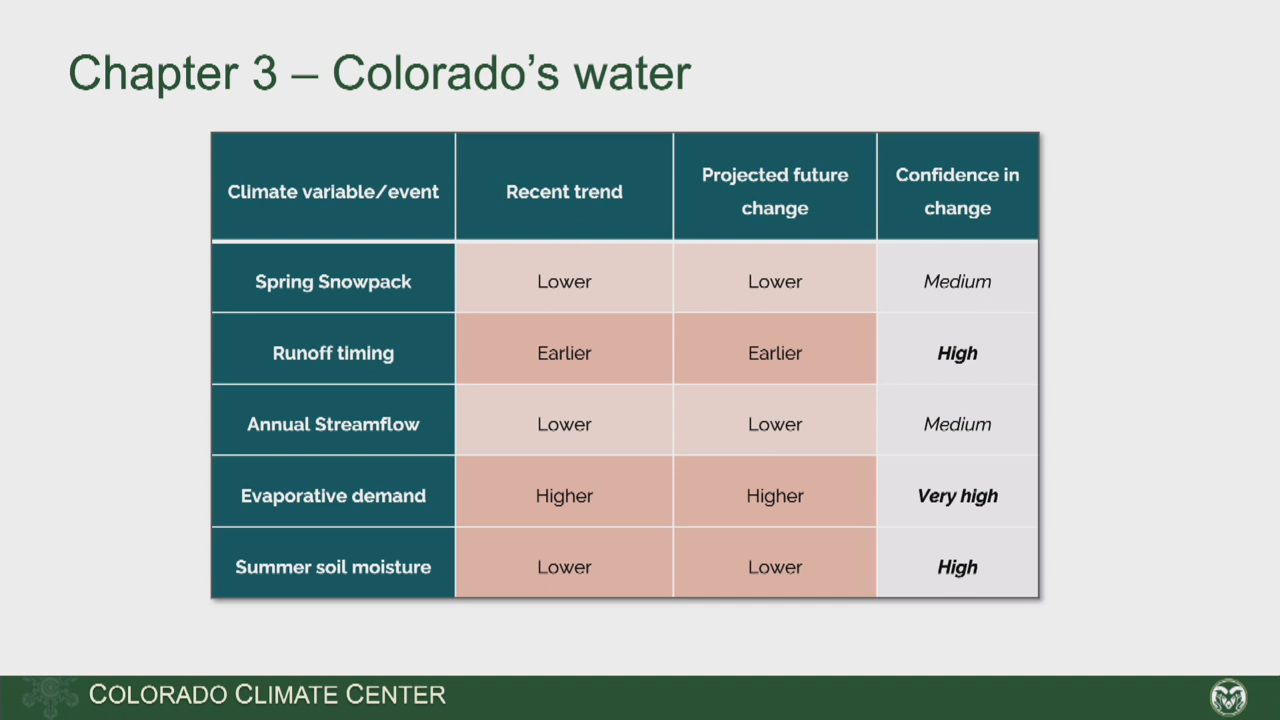 Chapter 3 – Colorado's water
Climate variable/event Recent trend Projected future change Confidence in change
Spring Snowpack Lower Lower Medium
Runoff timing Earlier Earlier High
Annual Streamflow Lower Lower Medium
Evaporative demand Higher Higher Very high
Summer soil moisture Lower Lower High
COLORADO CLIMATE CENTER